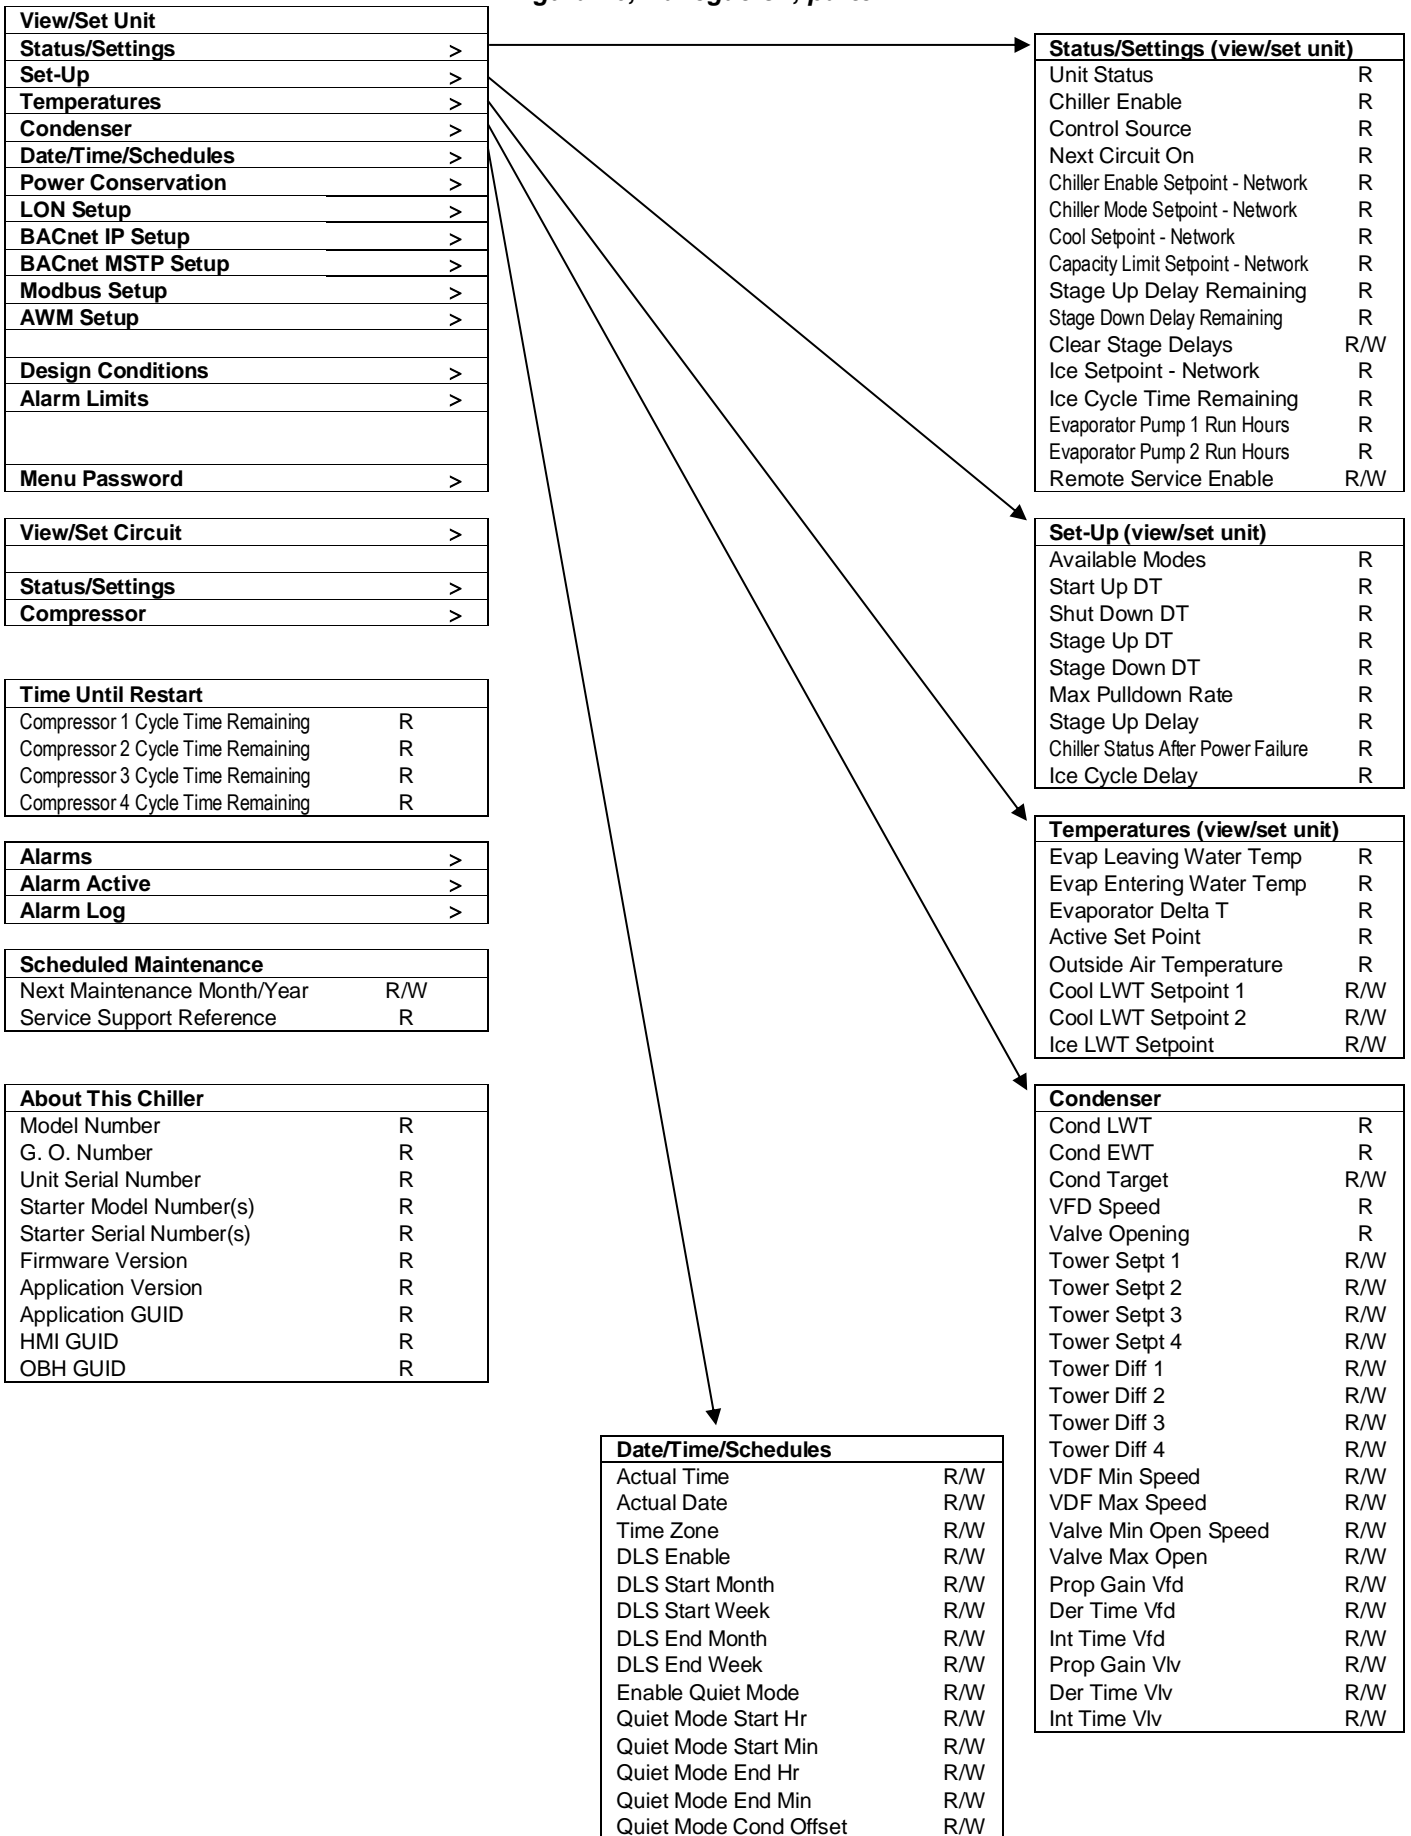 View/Set Unit
Status/Settings >
Set-Up >
Temperatures >
Condenser >
Date/Time/Schedules >
Power Conservation >
LON Setup >
BACnet IP Setup >
BACnet MSTP Setup >
Modbus Setup >
AWM Setup >
Design Conditions >
Alarm Limits >
Menu Password >
View/Set Circuit >
Status/Settings >
Compressor >
Time Until Restart
Compressor 1 Cycle Time Remaining R
Compressor 2 Cycle Time Remaining R
Compressor 3 Cycle Time Remaining R
Compressor 4 Cycle Time Remaining R
Alarms >
Alarm Active >
Alarm Log >
Scheduled Maintenance
Next Maintenance Month/Year R/W
Service Support Reference R
About This Chiller
Model Number R
G. O. Number R
Unit Serial Number R
Starter Model Number(s) R
Starter Serial Number(s) R
Firmware Version R
Application Version R
Application GUID R
HMI GUID R
OBH GUID R
Status/Settings (view/set unit)
Unit Status R
Chiller Enable R
Control Source R
Next Circuit On R
Chiller Enable Setpoint - Network R
Chiller Mode Setpoint - Network R
Cool Setpoint - Network R
Capacity Limit Setpoint - Network R
Stage Up Delay Remaining R
Stage Down Delay Remaining R
Clear Stage Delays R/W
Ice Setpoint - Network R
Ice Cycle Time Remaining R
Evaporator Pump 1 Run Hours R
Evaporator Pump 2 Run Hours R
Remote Service Enable R/W
Set-Up (view/set unit)
Available Modes R
Start Up DT R
Shut Down DT R
Stage Up DT R
Stage Down DT R
Max Pulldown Rate R
Stage Up Delay R
Chiller Status After Power Failure R
Ice Cycle Delay R
Temperatures (view/set unit)
Evap Leaving Water Temp R
Evap Entering Water Temp R
Evaporator Delta T R
Active Set Point R
Outside Air Temperature R
Cool LWT Setpoint 1 R/W
Cool LWT Setpoint 2 R/W
Ice LWT Setpoint R/W
Condenser
Cond LWT R
Cond EWT R
Cond Target R/W
VFD Speed R
Valve Opening R
Tower Setpt 1 R/W
Tower Setpt 2 R/W
Tower Setpt 3 R/W
Tower Setpt 4 R/W
Tower Diff 1 R/W
Tower Diff 2 R/W
Tower Diff 3 R/W
Tower Diff 4 R/W
VDF Min Speed R/W
VDF Max Speed R/W
Valve Min Open Speed R/W
Valve Max Open R/W
Prop Gain Vfd R/W
Der Time Vfd R/W
Int Time Vfd R/W
Prop Gain Vlv R/W
Der Time Vlv R/W
Int Time Vlv R/W
Date/Time/Schedules
Actual Time R/W
Actual Date R/W
Time Zone R/W
DLS Enable R/W
DLS Start Month R/W
DLS Start Week R/W
DLS End Month R/W
DLS End Week R/W
Enable Quiet Mode R/W
Quiet Mode Start Hr R/W
Quiet Mode Start Min R/W
Quiet Mode End Hr R/W
Quiet Mode End Min R/W
Quiet Mode Cond Offset R/W